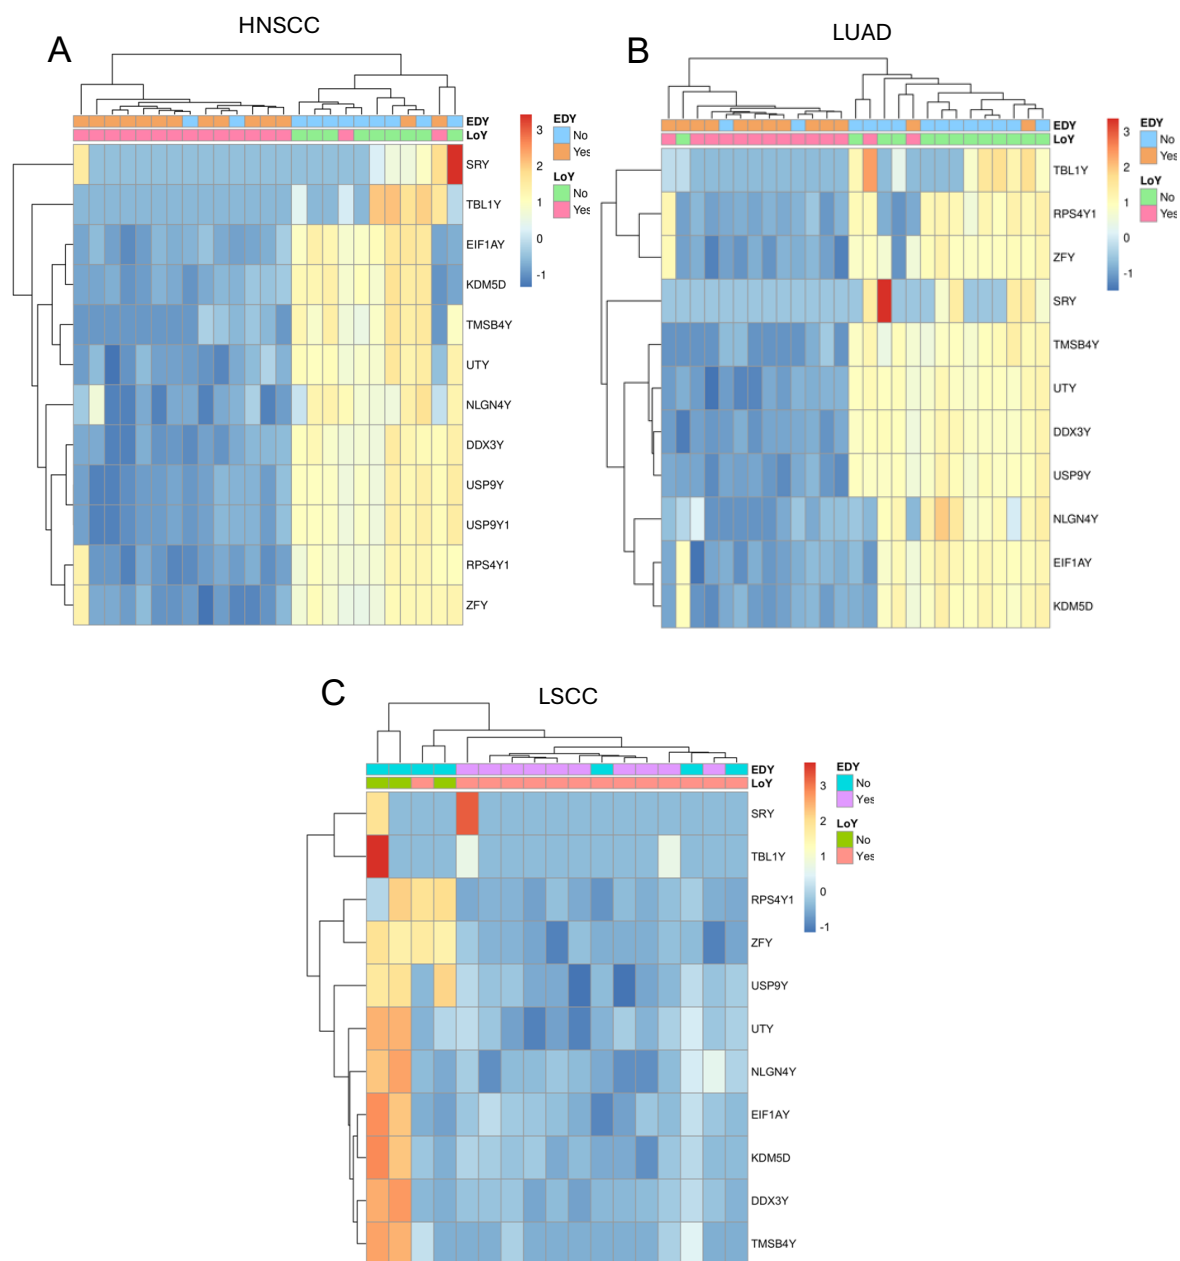 A
HNSCC
EDY
LoY
SRY
TBL1Y
EIF1AY
KDM5D
TMSB4Y
UTY
NLGN4Y
DDX3Y
USP9Y
USP9Y1
RPS4Y1
ZFY
3
2
1
0
-1
EDY
No
Yes
LoY
No
Yes
B
LUAD
EDY
LoY
TBL1Y
RPS4Y1
ZFY
SRY
TMSB4Y
UTY
DDX3Y
USP9Y
NLGN4Y
EIF1AY
KDM5D
3
2
1
0
-1
EDY
No
Yes
LoY
No
Yes
C
LSCC
EDY
LoY
SRY
TBL1Y
RPS4Y1
ZFY
USP9Y
UTY
NLGN4Y
EIF1AY
KDM5D
DDX3Y
TMSB4Y
3
2
1
0
-1
EDY
No
Yes
LoY
No
Yes